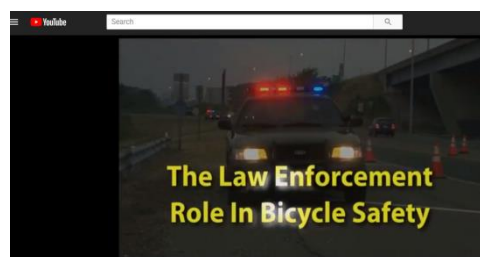 YouTube
Search
The Law Enforcement
Role In Bicycle Safety